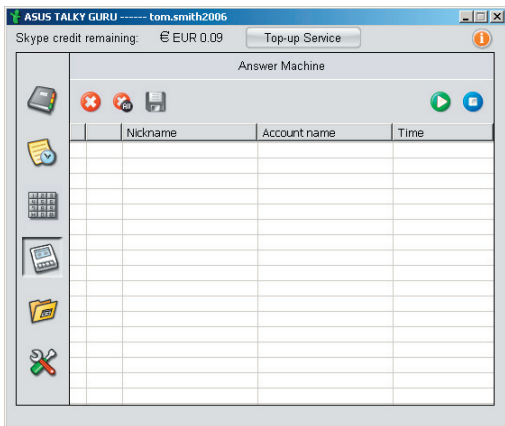 ASUS TALKY GURU ------ tom.smith2006
Skype credit remaining: € EUR 0.09 Top-up Service
Answer Machine
All
Nickname Account name Time